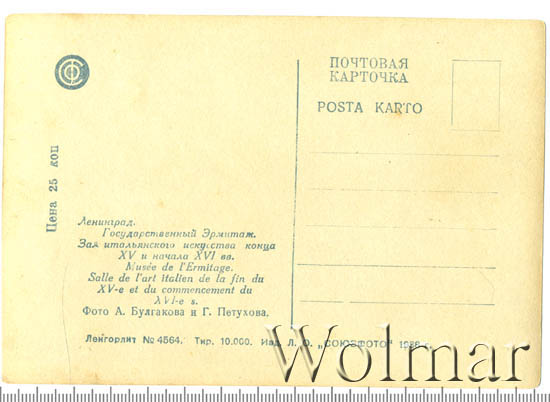 ПОЧТОВАЯ
КАРТОЧКА
POSTA KARTO
Цена 25 коп
Ленинград.
Государственный Эрмитаж.
Зал итальянского искусства конца
XV и начала XVI вв.
Musée de l'Ermitage.
Salle de l'art italien de la fin du
XV-e et du commencement du
XVI-e s.
Фото А. Булгакова и Г. Петухова.
Ленгорлит № 4564. Тир. 10.000. Изд. Л. О. „СОЮЗФОТО"
Wolmar